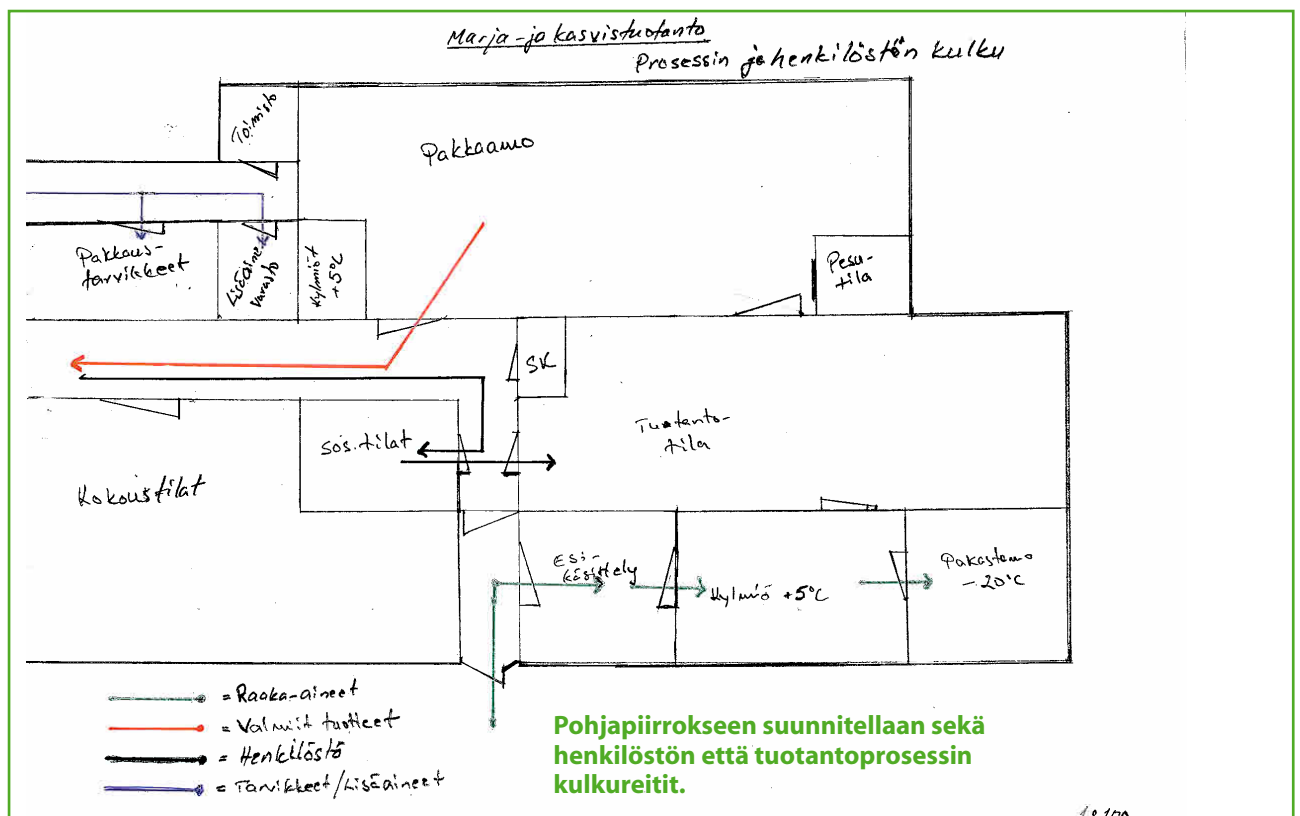 Marja-ja kasvistuotanto
Prosessin ja henkilöstön kulku
Toimisto
Pakkaamo
Pakkaus-
tarvikkeet
Lisäaine
varasto
Kylmiöt
+5°C
Pesu-
tila
SK
Sos.tilat
Tuotanto-
tila
Kokoustilat
Esi-
käsittely
Kylmiö +5°C
Pakastamo
-20°C
= Raaka-aineet
= Valmiit tuotteet
= Henkilöstö
= Tarvikkeet/Lisäaineet
Pohjapiirrokseen suunnitellaan sekä
henkilöstön että tuotantoprosessin
kulkureitit.